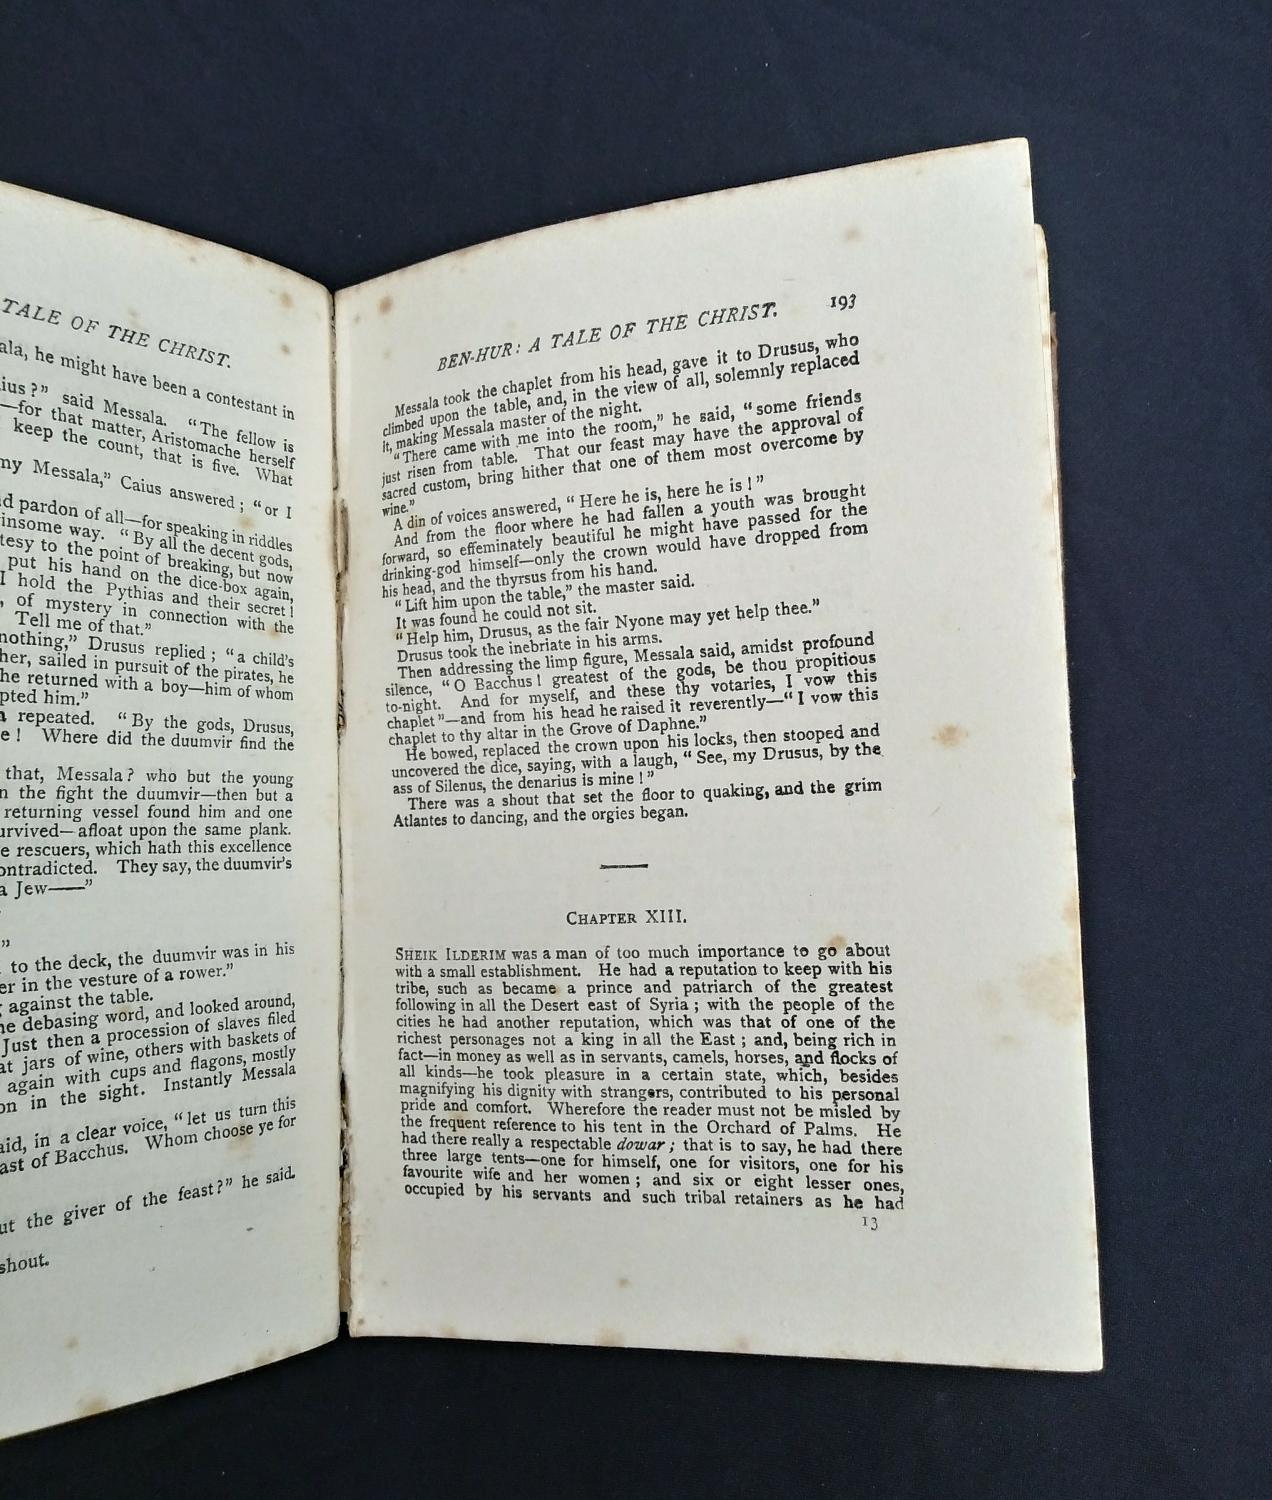 TALE OF THE CHRIST.
ala, he might have been a contestant in
ius?" said Messala. "The fellow is
—for that matter, Aristomache herself
keep the count, that is five. What
my Messala," Caius answered; "or I
d pardon of all—for speaking in riddles
insome way. "By all the decent gods,
tesy to the point of breaking, but now
put his hand on the dice-box again,
I hold the Pythias and their secret!
, of mystery in connection with the
Tell me of that."
nothing," Drusus replied; "a child's
her, sailed in pursuit of the pirates, he
he returned with a boy—him of whom
pted him."
repeated. "By the gods, Drusus,
e! Where did the duumvir find the
that, Messala? who but the young
n the fight the duumvir—then but a
returning vessel found him and one
urvived—afloat upon the same plank.
e rescuers, which hath this excellence
ontradicted. They say, the duumvir's
a Jew——"
"
to the deck, the duumvir was in his
er in the vesture of a rower."
against the table.
he debasing word, and looked around,
Just then a procession of slaves filed
at jars of wine, others with baskets of
again with cups and flagons, mostly
on in the sight. Instantly Messala
aid, in a clear voice, "let us turn this
ast of Bacchus. Whom choose ye for
ut the giver of the feast?" he said.
shout.
BEN-HUR: A TALE OF THE CHRIST. 193
Messala took the chaplet from his head, gave it to Drusus, who
climbed upon the table, and, in the view of all, solemnly replaced
it, making Messala master of the night.
"There came with me into the room," he said, "some friends
just risen from table. That our feast may have the approval of
sacred custom, bring hither that one of them most overcome by
wine."
A din of voices answered, "Here he is, here he is!"
And from the floor where he had fallen a youth was brought
forward, so effeminately beautiful he might have passed for the
drinking-god himself—only the crown would have dropped from
his head, and the thyrsus from his hand.
"Lift him upon the table," the master said.
It was found he could not sit.
"Help him, Drusus, as the fair Nyone may yet help thee."
Drusus took the inebriate in his arms.
Then addressing the limp figure, Messala said, amidst profound
silence, "O Bacchus! greatest of the gods, be thou propitious
to-night. And for myself, and these thy votaries, I vow this
chaplet"—and from his head he raised it reverently—"I vow this
chaplet to thy altar in the Grove of Daphne."
He bowed, replaced the crown upon his locks, then stooped and
uncovered the dice, saying, with a laugh, "See, my Drusus, by the
ass of Silenus, the denarius is mine!"
There was a shout that set the floor to quaking, and the grim
Atlantes to dancing, and the orgies began.
CHAPTER XIII.
SHEIK ILDERIM was a man of too much importance to go about
with a small establishment. He had a reputation to keep with his
tribe, such as became a prince and patriarch of the greatest
following in all the Desert east of Syria; with the people of the
cities he had another reputation, which was that of one of the
richest personages not a king in all the East; and, being rich in
fact—in money as well as in servants, camels, horses, and flocks of
all kinds—he took pleasure in a certain state, which, besides
magnifying his dignity with strangers, contributed to his personal
pride and comfort. Wherefore the reader must not be misled by
the frequent reference to his tent in the Orchard of Palms. He
had there really a respectable dowar; that is to say, he had there
three large tents—one for himself, one for visitors, one for his
favourite wife and her women; and six or eight lesser ones,
occupied by his servants and such tribal retainers as he had
13